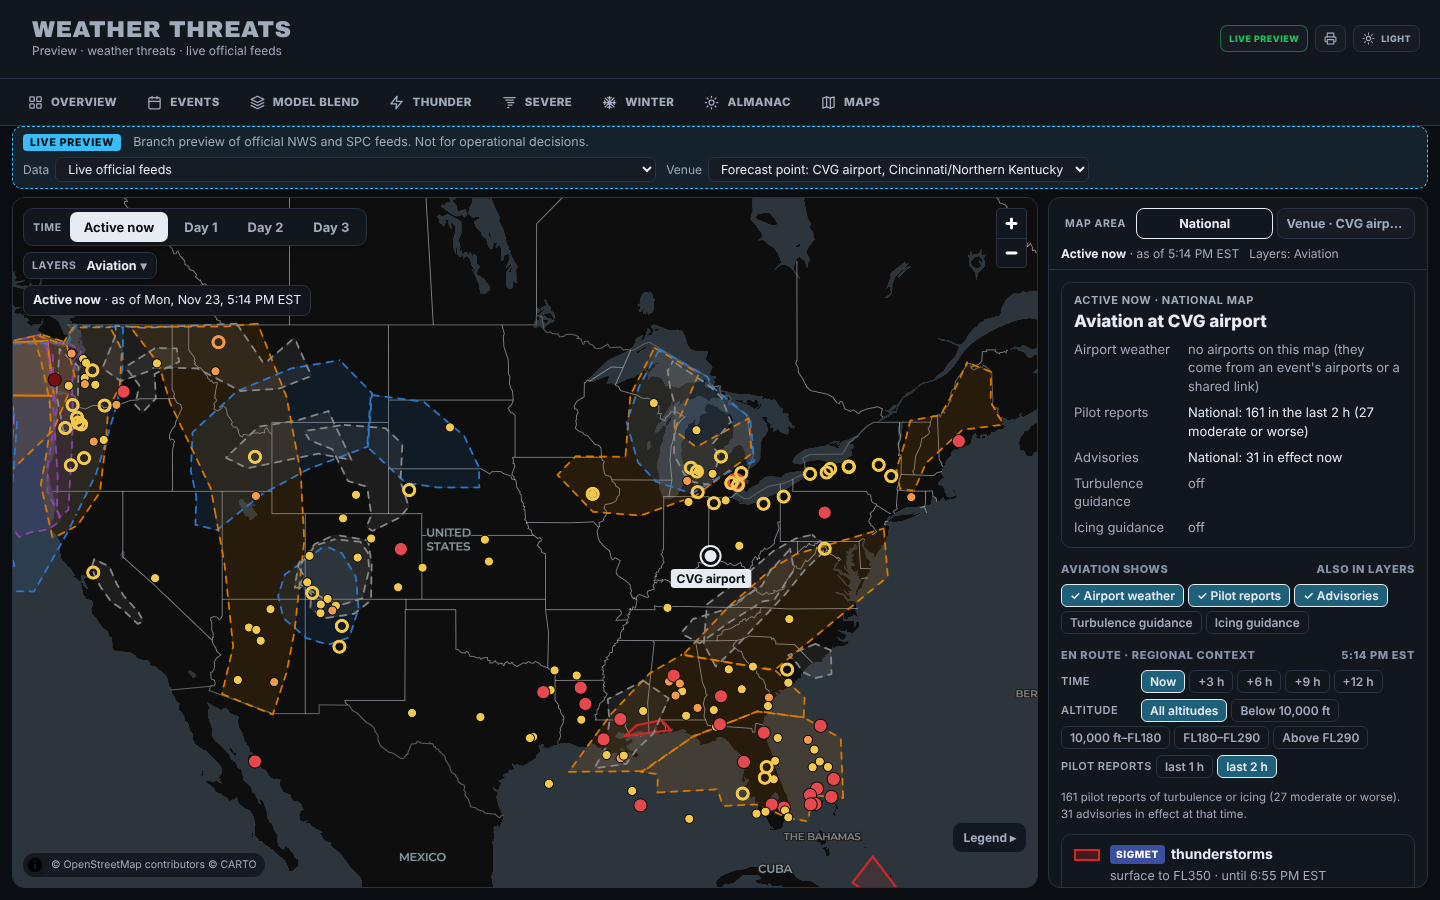 WEATHER THREATS
Preview · weather threats · live official feeds
LIVE PREVIEW
LIGHT
OVERVIEW
EVENTS
MODEL BLEND
THUNDER
SEVERE
WINTER
ALMANAC
MAPS
LIVE PREVIEW Branch preview of official NWS and SPC feeds. Not for operational decisions.
Data Live official feeds Venue Forecast point: CVG airport, Cincinnati/Northern Kentucky
TIME Active now Day 1 Day 2 Day 3
LAYERS Aviation ▾
Active now · as of Mon, Nov 23, 5:14 PM EST
+
−
UNITED
STATES
CVG airport
BER
THE BAHAMAS
MEXICO
CUBA
Legend ▸
© OpenStreetMap contributors © CARTO
MAP AREA National Venue · CVG airp...
Active now · as of 5:14 PM EST Layers: Aviation
ACTIVE NOW · NATIONAL MAP
Aviation at CVG airport
Airport weather no airports on this map (they
come from an event's airports or a
shared link)
Pilot reports National: 161 in the last 2 h (27
moderate or worse)
Advisories National: 31 in effect now
Turbulence off
guidance
Icing guidance off
AVIATION SHOWS ALSO IN LAYERS
✓ Airport weather ✓ Pilot reports ✓ Advisories
Turbulence guidance Icing guidance
EN ROUTE · REGIONAL CONTEXT 5:14 PM EST
TIME Now +3 h +6 h +9 h +12 h
ALTITUDE All altitudes Below 10,000 ft
10,000 ft–FL180 FL180–FL290 Above FL290
PILOT REPORTS last 1 h last 2 h
161 pilot reports of turbulence or icing (27 moderate or worse).
31 advisories in effect at that time.
SIGMET thunderstorms
surface to FL350 · until 6:55 PM EST